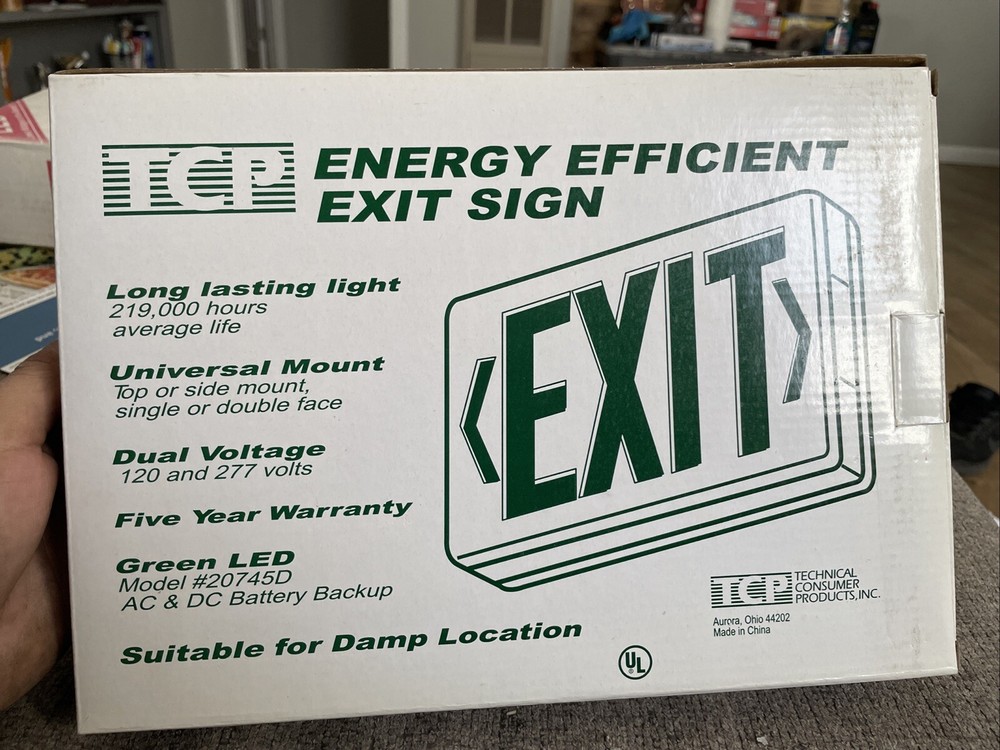 TCP ENERGY EFFICIENT
EXIT SIGN
Long lasting light
219,000 hours
average life
Universal Mount
Top or side mount,
single or double face
Dual Voltage
120 and 277 volts
Five Year Warranty
Green LED
Model #20745D
AC & DC Battery Backup
Suitable for Damp Location
EXIT
UL
TCP TECHNICAL
CONSUMER
PRODUCTS, INC.
Aurora, Ohio 44202
Made in China